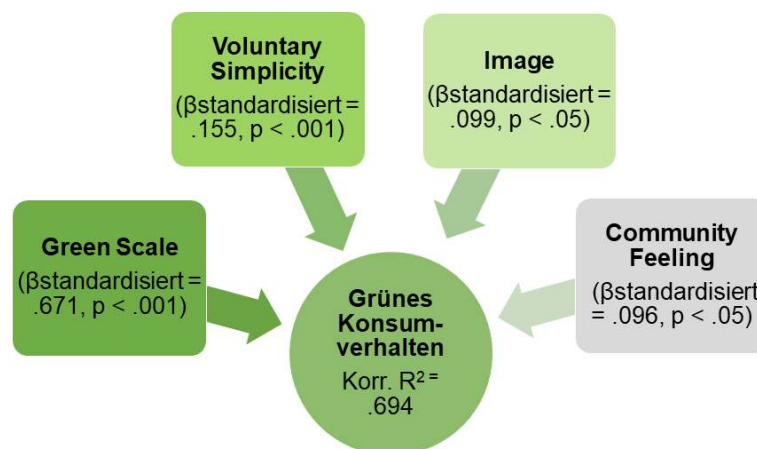 Voluntary
Simplicity
(βstandardisiert =
.155, p < .001)
Image
(βstandardisiert =
.099, p < .05)
Green Scale
(βstandardisiert =
.671, p < .001)
Community
Feeling
(βstandardisiert
= .096, p < .05)
Grünes
Konsum-
verhalten
Korr. R² =
.694